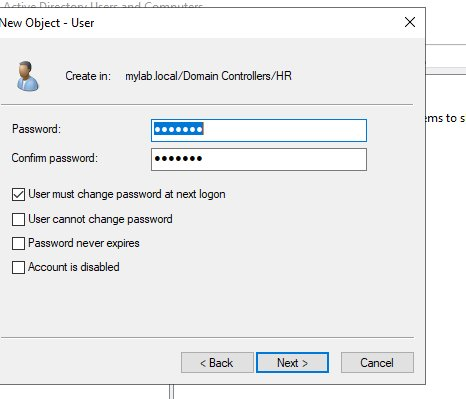 Active Directory Users and Computers
New Object - User
Create in: mylab.local/Domain Controllers/HR
Password: •••••••
Confirm password: •••••••
User must change password at next logon
User cannot change password
Password never expires
Account is disabled
< Back Next > Cancel